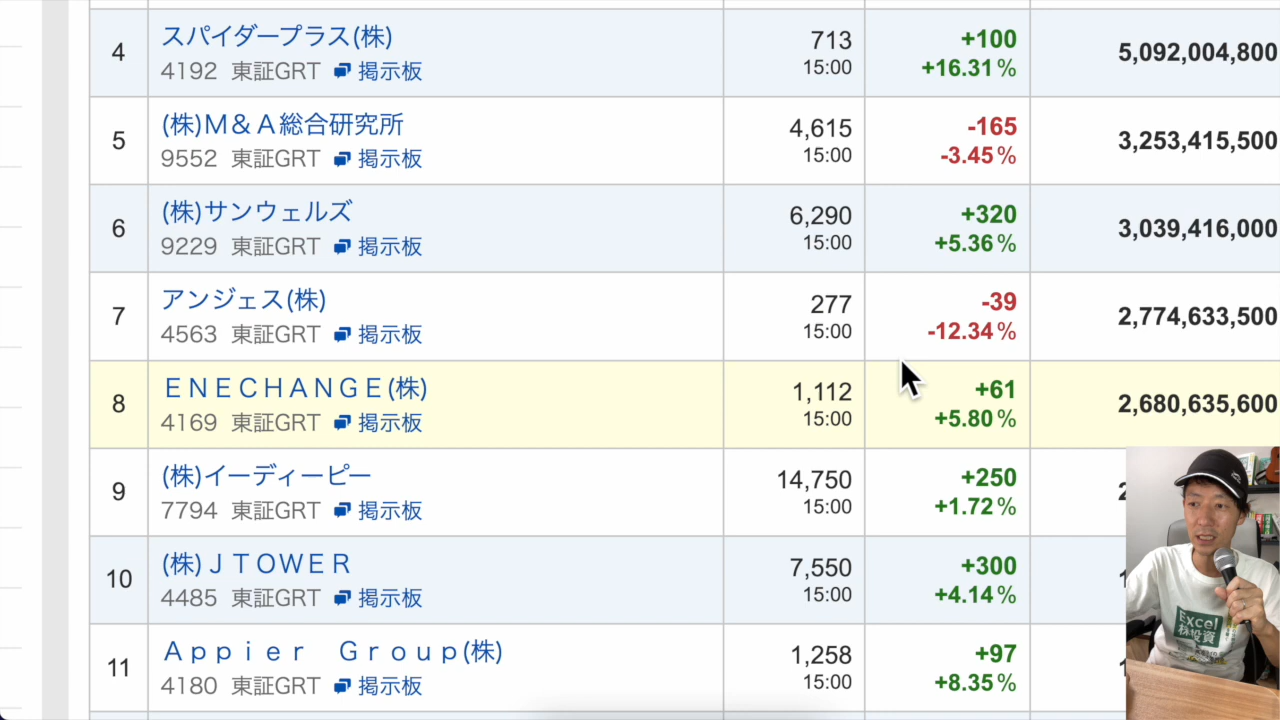 4
スパイダープラス(株)
4192 東証GRT 掲示板
713
15:00
+100
+16.31%
5,092,004,800
5
(株)M&A総合研究所
9552 東証GRT 掲示板
4,615
15:00
-165
-3.45%
3,253,415,500
6
(株)サンウェルズ
9229 東証GRT 掲示板
6,290
15:00
+320
+5.36%
3,039,416,000
7
アンジェス(株)
4563 東証GRT 掲示板
277
15:00
-39
-12.34%
2,774,633,500
8
ENECHANGE(株)
4169 東証GRT 掲示板
1,112
15:00
+61
+5.80%
2,680,635,600
9
(株)イーディーピー
7794 東証GRT 掲示板
14,750
15:00
+250
+1.72%
10
(株)JTOWER
4485 東証GRT 掲示板
7,550
15:00
+300
+4.14%
11
Appier Group(株)
4180 東証GRT 掲示板
1,258
15:00
+97
+8.35%
Excel
株投資